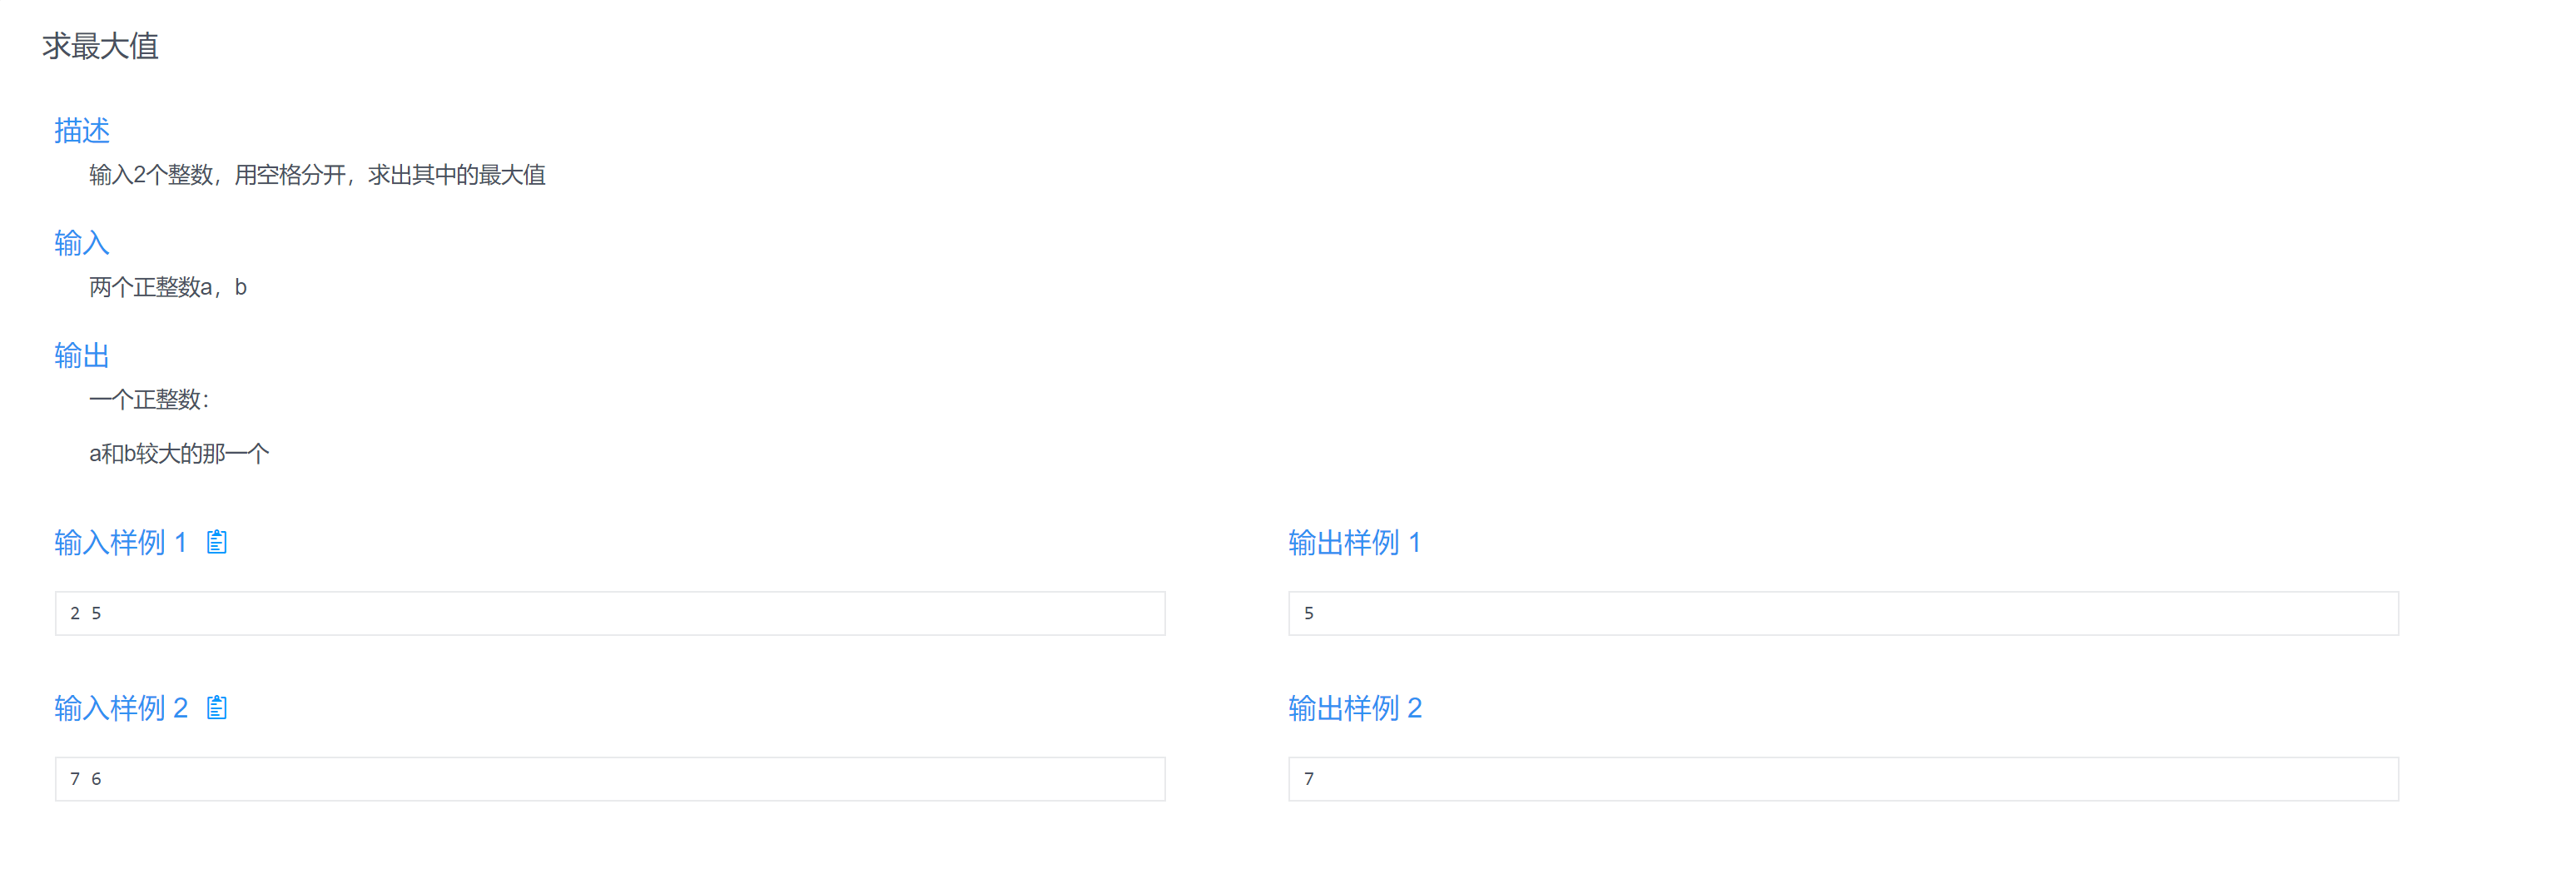 求最大值
描述
输入2个整数，用空格分开，求出其中的最大值
输入
两个正整数a，b
输出
一个正整数：
a和b较大的那一个
输入样例 1
输出样例 1
2 5
5
输入样例 2
输出样例 2
7 6
7